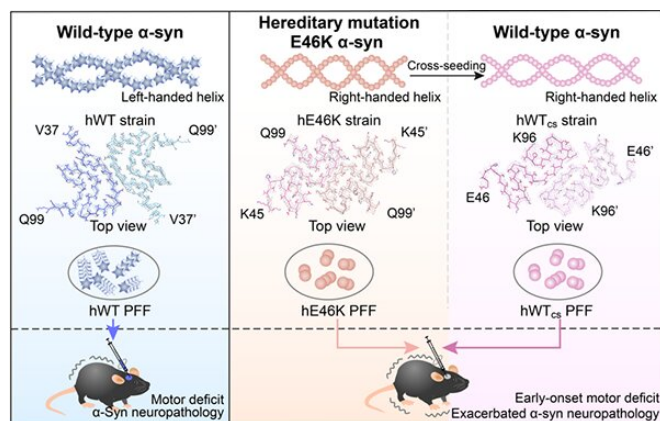 Wild-type α-syn
Left-handed helix
hWT strain
V37
Q99'
Q99
V37'
Top view
hWT PFF
Motor deficit
α-Syn neuropathology
Hereditary mutation
E46K α-syn
Cross-seeding
Right-handed helix
hE46K strain
Q99
K45'
K45
Q99'
Top view
hE46K PFF
Wild-type α-syn
Right-handed helix
hWTcs strain
K96
E46'
E46
K96'
Top view
hWTcs PFF
Early-onset motor deficit
Exacerbated α-syn neuropathology